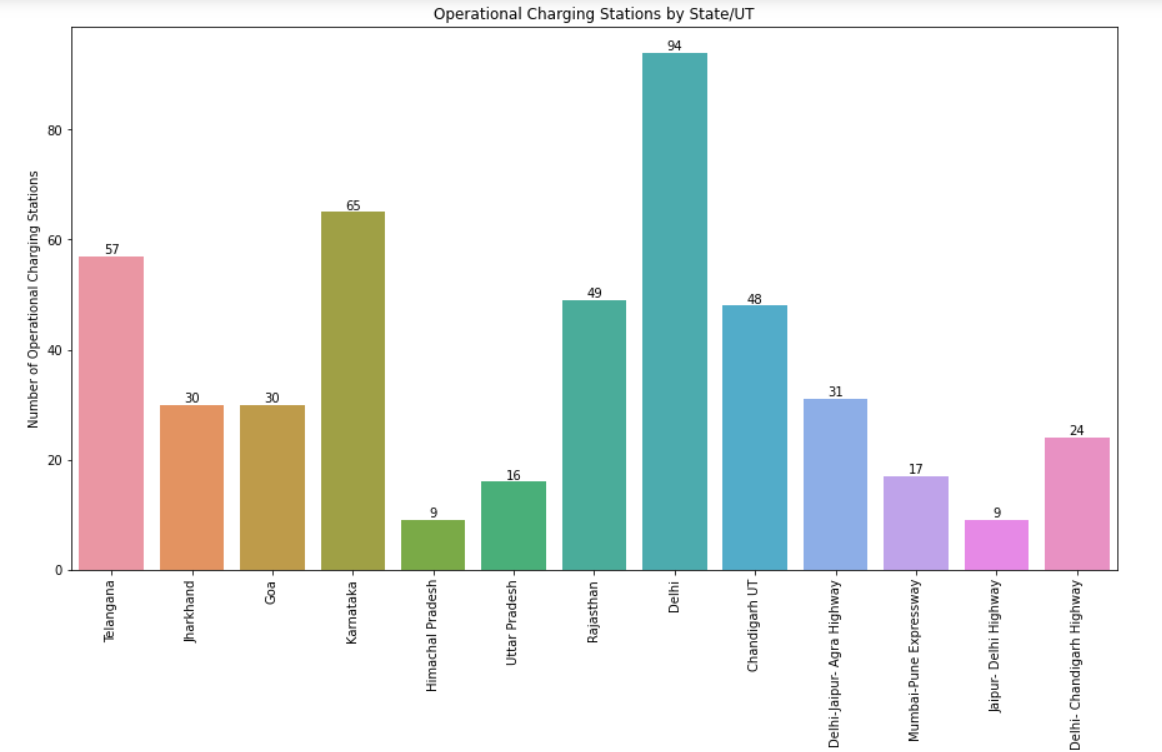 Operational Charging Stations by State/UT
Number of Operational Charging Stations
80
60
40
20
0
57
30
30
65
9
16
49
94
48
31
17
9
24
Telangana
Jharkhand
Goa
Karnataka
Himachal Pradesh
Uttar Pradesh
Rajasthan
Delhi
Chandigarh UT
Delhi-Jaipur- Agra Highway
Mumbai-Pune Expressway
Jaipur- Delhi Highway
Delhi- Chandigarh Highway